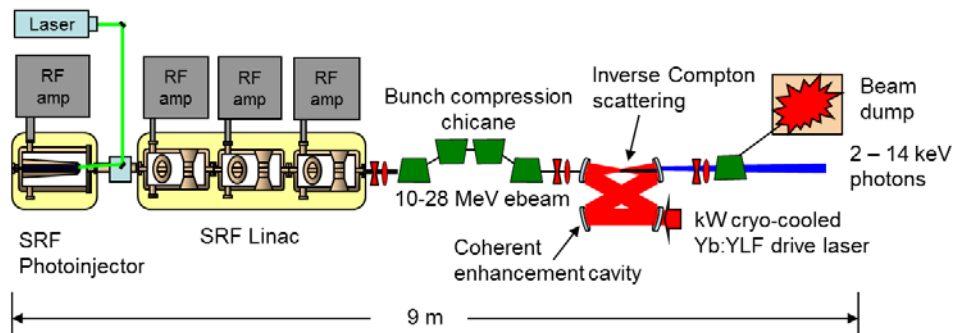 Laser
RF
amp
RF
amp
RF
amp
RF
amp
Inverse Compton
scattering
Beam
dump
Bunch compression
chicane
2 – 14 keV
photons
10-28 MeV ebeam
SRF
Photoinjector
SRF Linac
Coherent
enhancement cavity
kW cryo-cooled
Yb:YLF drive laser
9 m